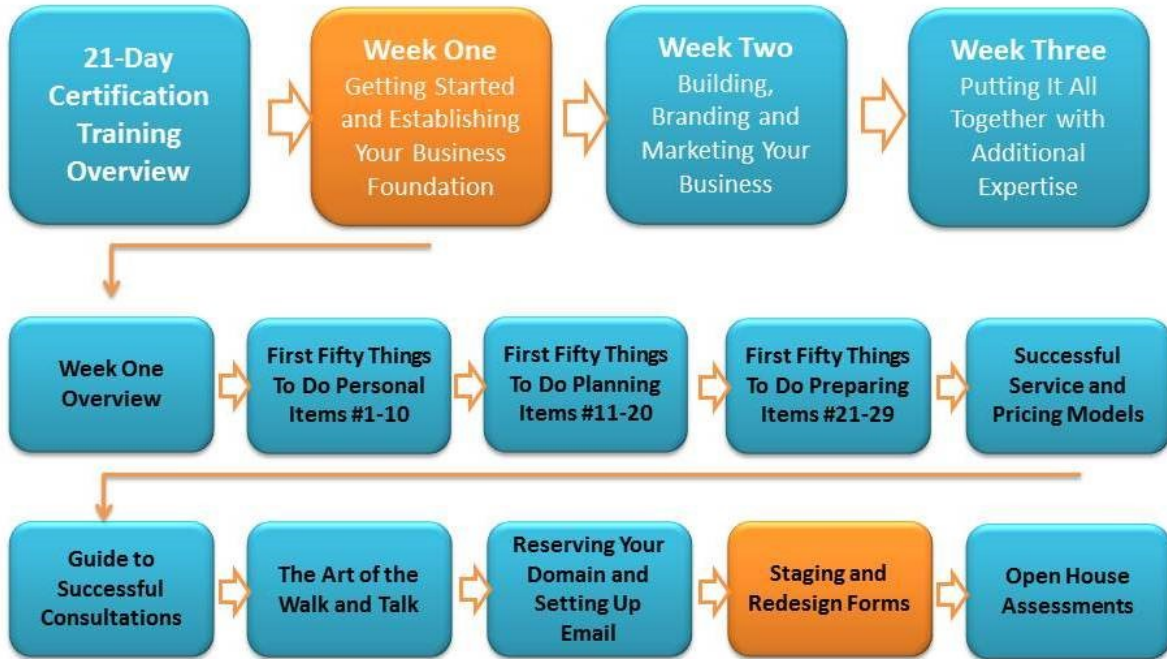 21-Day
Certification
Training
Overview
Week One
Getting Started
and Establishing
Your Business
Foundation
Week Two
Building,
Branding and
Marketing Your
Business
Week Three
Putting It All
Together with
Additional
Expertise
Week One
Overview
First Fifty Things
To Do Personal
Items #1-10
First Fifty Things
To Do Planning
Items #11-20
First Fifty Things
To Do Preparing
Items #21-29
Successful
Service and
Pricing Models
Guide to
Successful
Consultations
The Art of the
Walk and Talk
Reserving Your
Domain and
Setting Up
Email
Staging and
Redesign Forms
Open House
Assessments